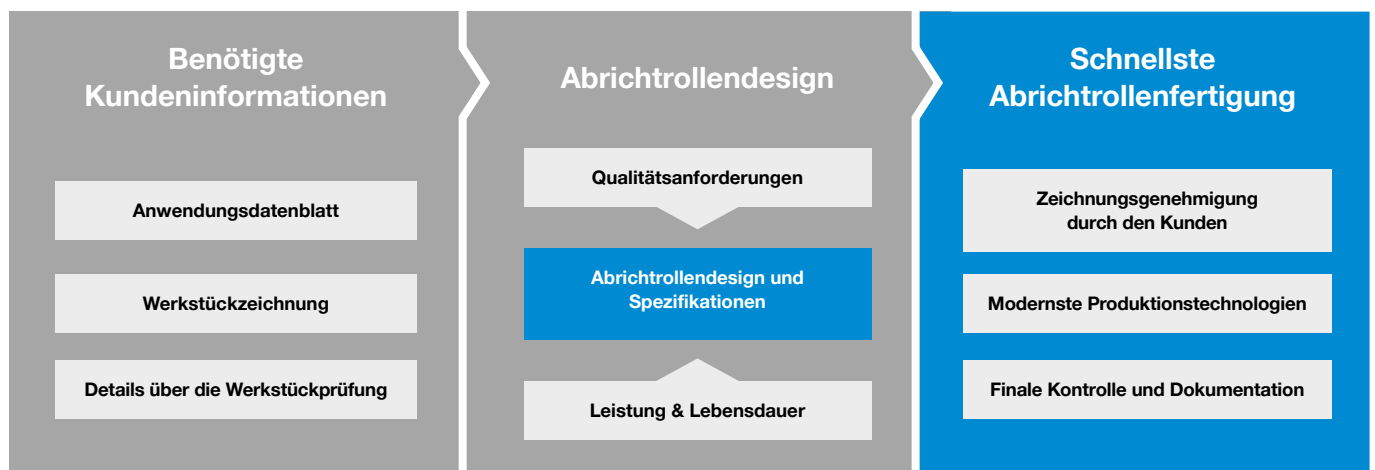 Benötigte
Kundeninformationen
Anwendungsdatenblatt
Werkstückzeichnung
Details über die Werkstückprüfung
Abrichtrollendesign
Qualitätsanforderungen
Abrichtrollendesign und
Spezifikationen
Leistung & Lebensdauer
Schnellste
Abrichtrollenfertigung
Zeichnungsgenehmigung
durch den Kunden
Modernste Produktionstechnologien
Finale Kontrolle und Dokumentation